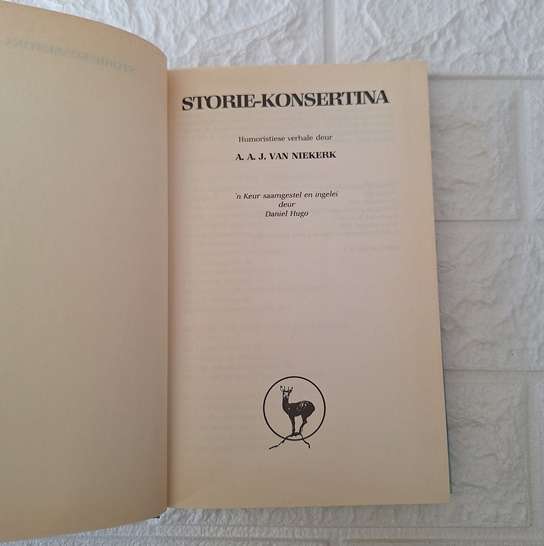 STORIE-KONSERTINA
Humoristiese verhale deur
A. A. J. VAN NIEKERK
'n Keur saamgestel en ingelei
deur
Daniel Hugo